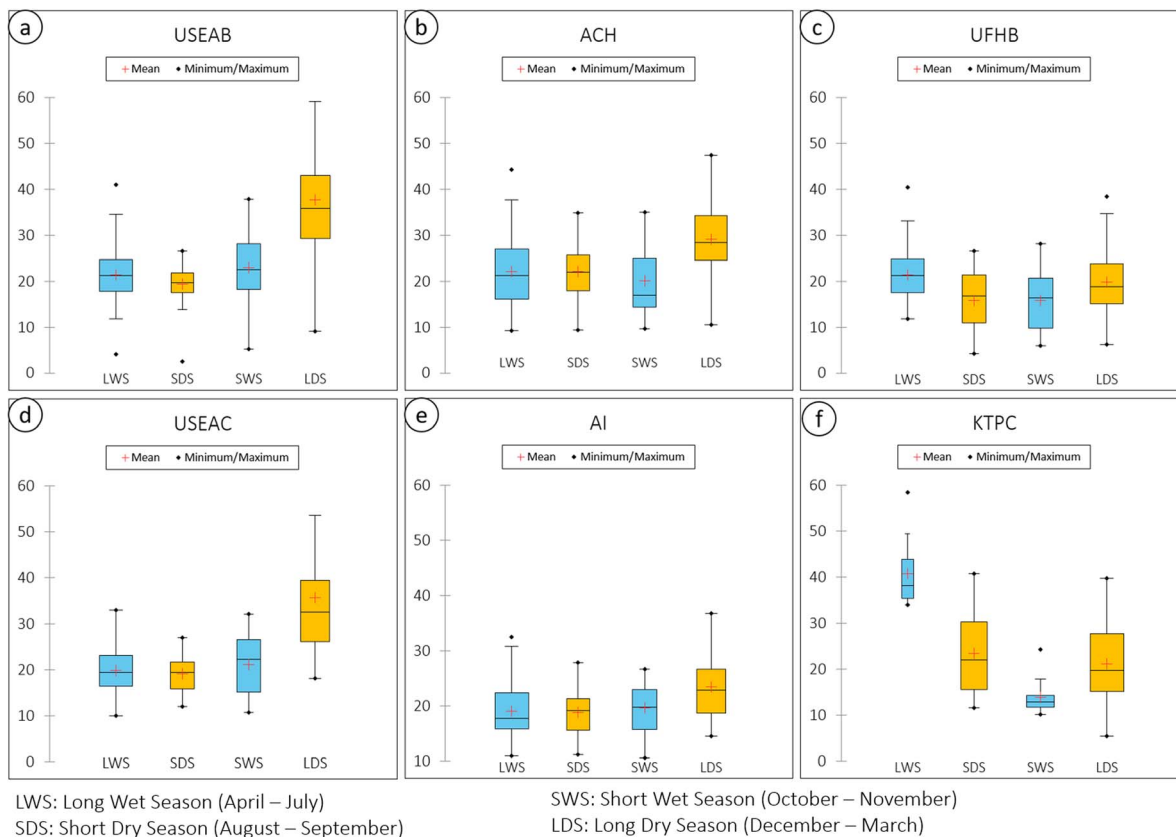 a
USEAB
+ Mean ◆ Minimum/Maximum
60
50
40
30
20
10
0
LWS SDS SWS LDS
b
ACH
+ Mean ◆ Minimum/Maximum
60
50
40
30
20
10
0
LWS SDS SWS LDS
c
UFHB
+ Mean ◆ Minimum/Maximum
60
50
40
30
20
10
0
LWS SDS SWS LDS
d
USEAC
+ Mean ◆ Minimum/Maximum
60
50
40
30
20
10
0
LWS SDS SWS LDS
e
AI
+ Mean ◆ Minimum/Maximum
60
50
40
30
20
10
LWS SDS SWS LDS
f
KTPC
+ Mean ◆ Minimum/Maximum
60
50
40
30
20
10
0
LWS SDS SWS LDS
LWS: Long Wet Season (April – July)
SDS: Short Dry Season (August – September)
SWS: Short Wet Season (October – November)
LDS: Long Dry Season (December – March)